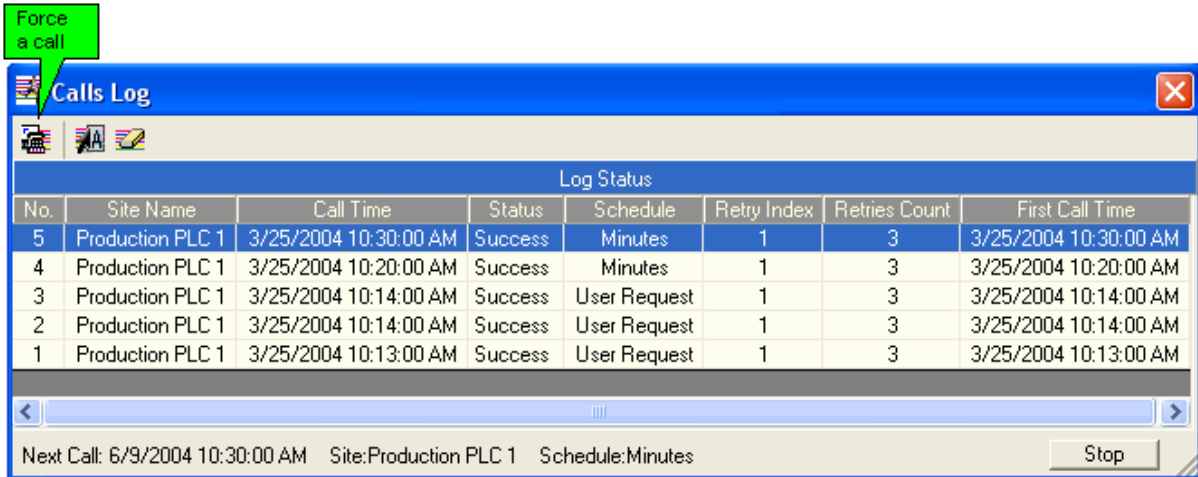 Force
a call
Calls Log
Log Status
No. Site Name Call Time Status Schedule Retry Index Retries Count First Call Time
5 Production PLC 1 3/25/2004 10:30:00 AM Success Minutes 1 3 3/25/2004 10:30:00 AM
4 Production PLC 1 3/25/2004 10:20:00 AM Success Minutes 1 3 3/25/2004 10:20:00 AM
3 Production PLC 1 3/25/2004 10:14:00 AM Success User Request 1 3 3/25/2004 10:14:00 AM
2 Production PLC 1 3/25/2004 10:14:00 AM Success User Request 1 3 3/25/2004 10:14:00 AM
1 Production PLC 1 3/25/2004 10:13:00 AM Success User Request 1 3 3/25/2004 10:13:00 AM
Next Call: 6/9/2004 10:30:00 AM Site:Production PLC 1 Schedule:Minutes Stop